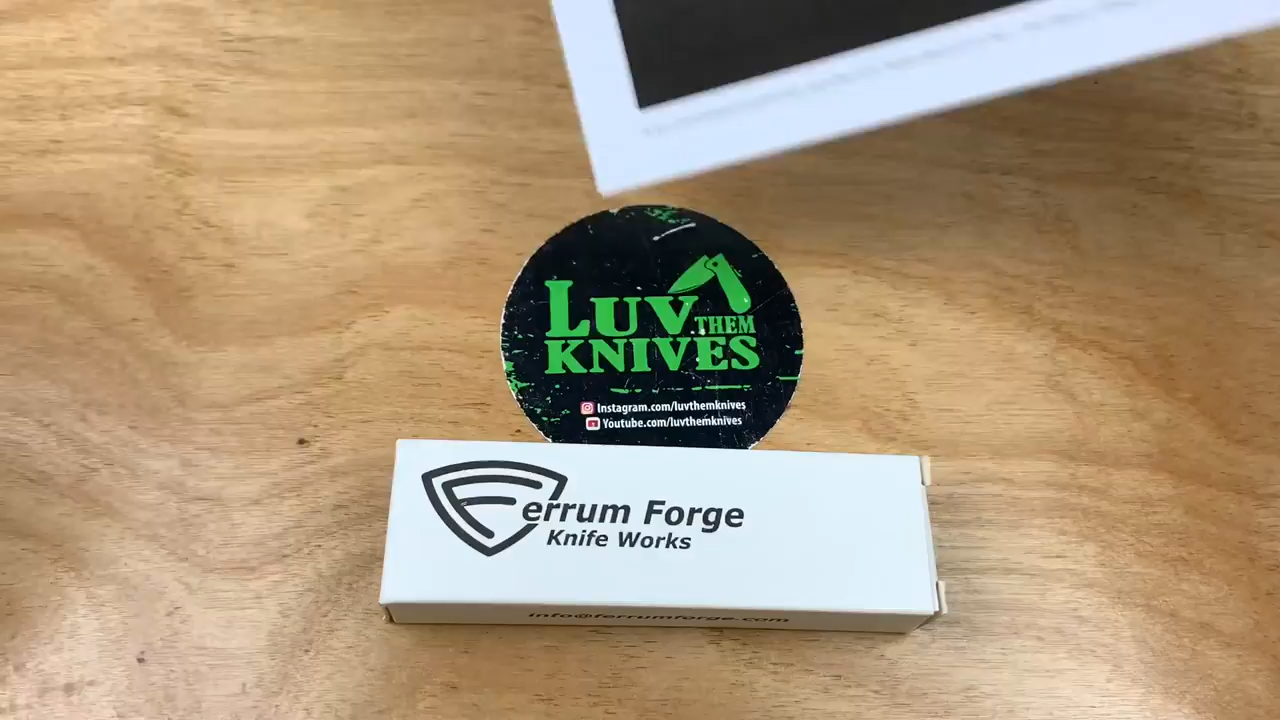 LUV THEM
KNIVES
Instagram.com/luvthemknives
Youtube.com/luvthemknives
Ferrum Forge
Knife Works
info@ferrumforge.com